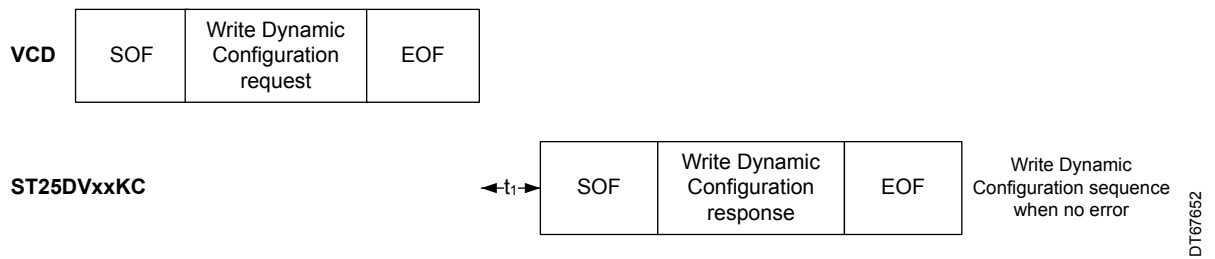 VCD
SOF
Write Dynamic
Configuration
request
EOF
ST25DVxxKC
t1
SOF
Write Dynamic
Configuration
response
EOF
Write Dynamic
Configuration sequence
when no error
DT67652